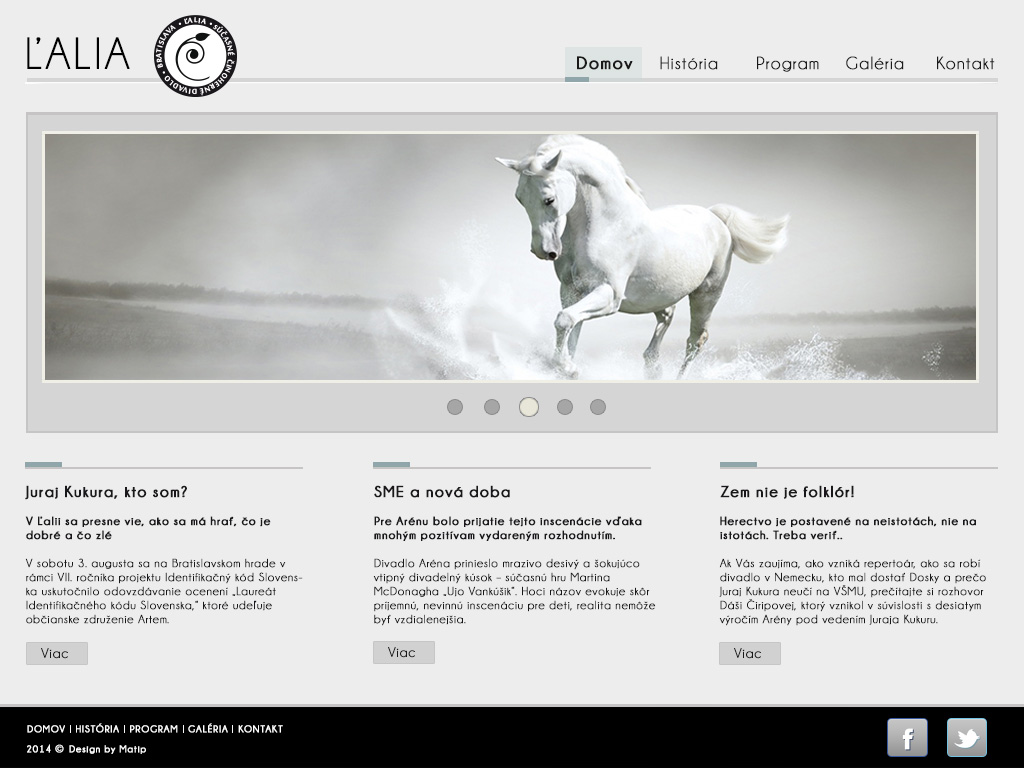 ĽALIA
BRATISLAVA • ĽALIA • SÚČASNÉ ČINOHERNÉ DIVADLO •
Domov História Program Galéria Kontakt
Juraj Kukura, kto som?
V Ľalii sa presne vie, ako sa má hrať, čo je
dobré a čo zlé
V sobotu 3. augusta sa na Bratislavskom hrade v
rámci VII. ročníka projektu Identifikačný kód Slovens-
ka uskutočnilo odovzdávanie ocenení „Laureát
Identifikačného kódu Slovenska,“ ktoré udeľuje
občianske združenie Artem.
Viac
SME a nová doba
Pre Arénu bolo prijatie tejto inscenácie vďaka
mnohým pozitívam vydareným rozhodnutím.
Divadlo Aréna prinieslo mrazivo desivý a šokujúco
vtipný divadelný kúsok – súčasnú hru Martina
McDonagha „Ujo Vankúšik“. Hoci názov evokuje skôr
príjemnú, nevinnú inscenáciu pre deti, realita nemôže
byť vzdialenejšia.
Viac
Zem nie je folklór!
Herectvo je postavené na neistotách, nie na
istotách. Treba veriť..
Ak Vás zaujíma, ako vzniká repertoár, ako sa robí
divadlo v Nemecku, kto mal dostať Dosky a prečo
Juraj Kukura neučí na VŠMU, prečítajte si rozhovor
Dáši Čiripovej, ktorý vznikol v súvislosti s desiatym
výročím Arény pod vedením Juraja Kukuru.
Viac
DOMOV | HISTÓRIA | PROGRAM | GALÉRIA | KONTAKT
2014 © Design by Matip